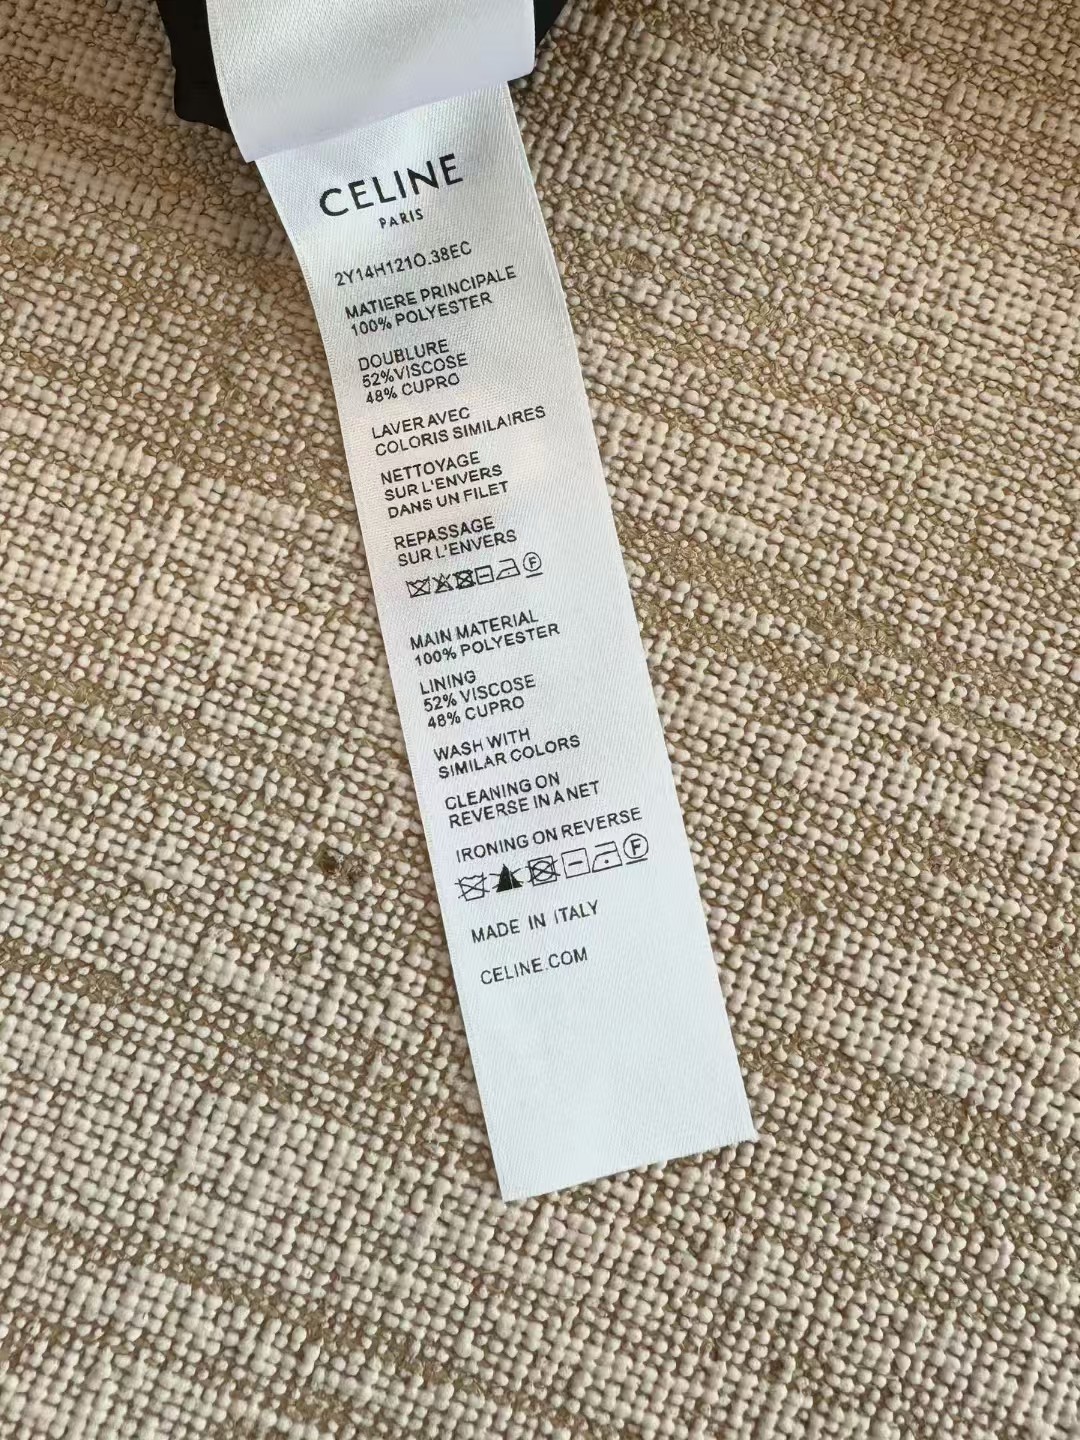 CELINE
PARIS
2Y14H121O.38EC
MATIERE PRINCIPALE
100% POLYESTER
DOUBLURE
52%VISCOSE
48% CUPRO
LAVER AVEC
COLORIS SIMILAIRES
NETTOYAGE
SUR L'ENVERS
DANS UN FILET
REPASSAGE
SUR L'ENVERS
F
MAIN MATERIAL
100% POLYESTER
LINING
52% VISCOSE
48% CUPRO
WASH WITH
SIMILAR COLORS
CLEANING ON
REVERSE IN A NET
IRONING ON REVERSE
F
MADE IN ITALY
CELINE.COM